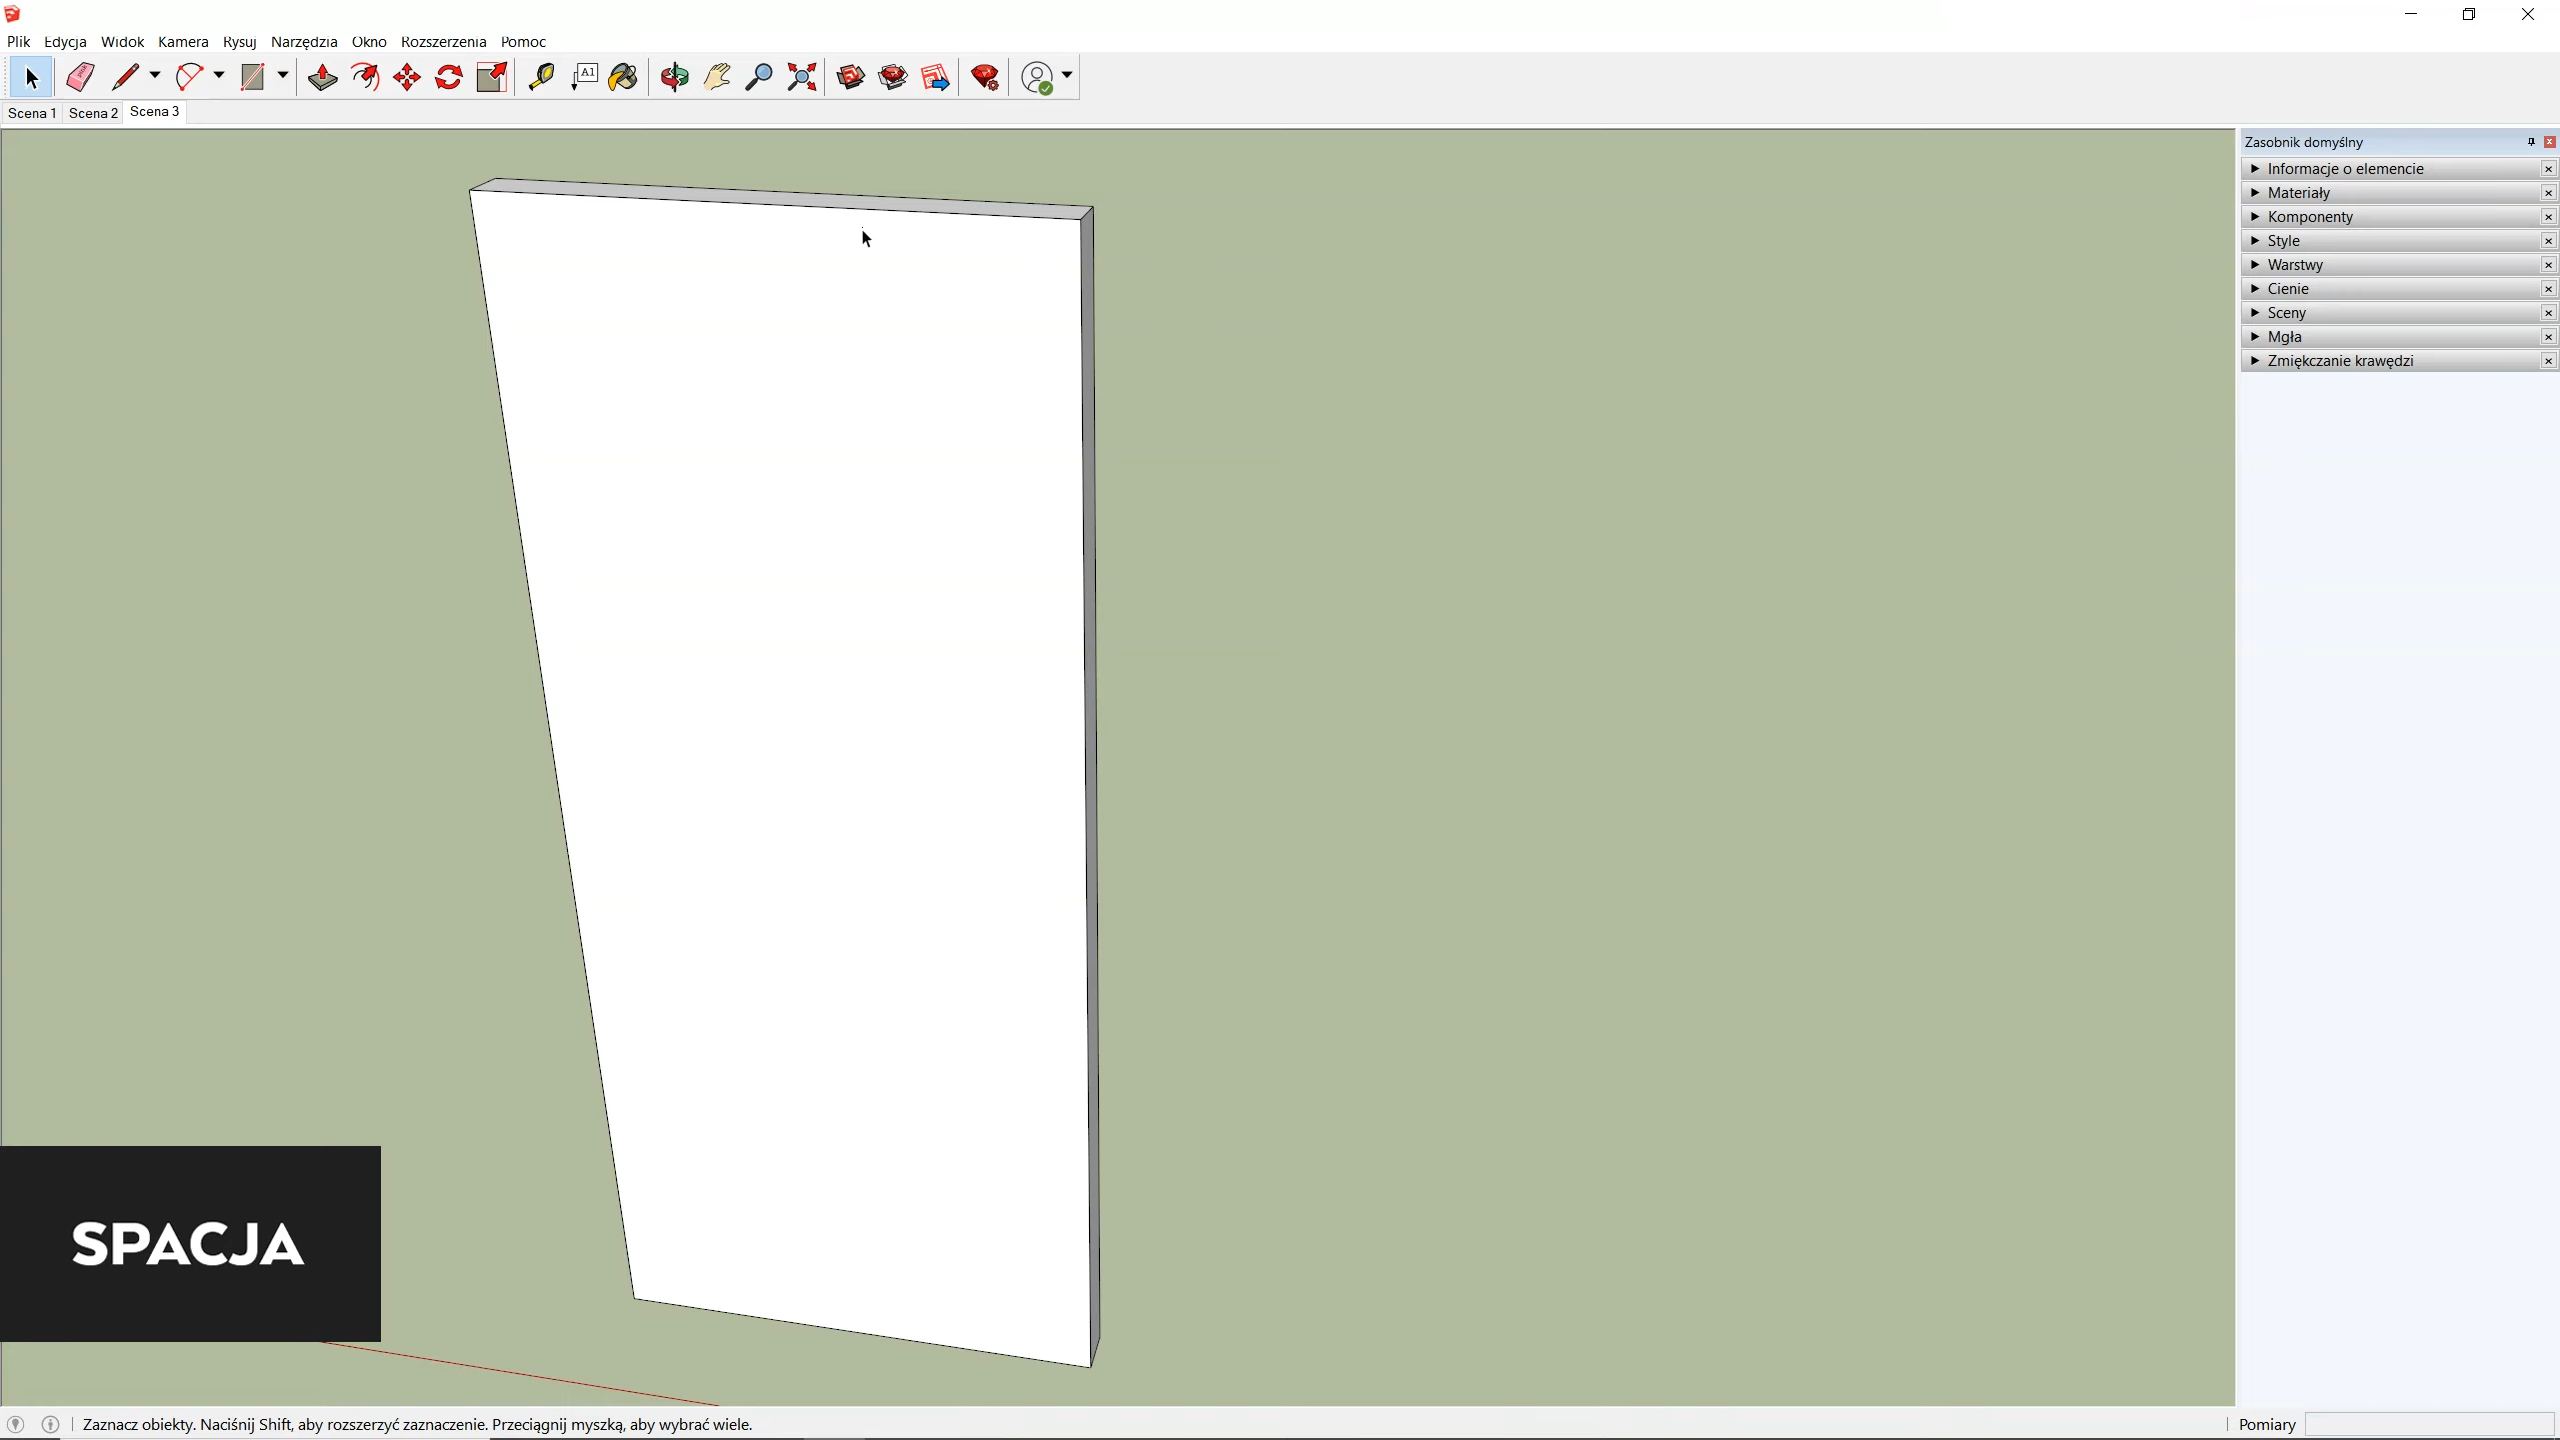 Plik Edycja Widok Kamera Rysuj Narzędzia Okno Rozszerzenia Pomoc
A1
Scena 1 Scena 2 Scena 3
Zasobnik domyślny
Informacje o elemencie
Materiały
Komponenty
Style
Warstwy
Cienie
Sceny
Mgła
Zmiękczanie krawędzi
SPACJA
Zaznacz obiekty. Naciśnij Shift, aby rozszerzyć zaznaczenie. Przeciągnij myszką, aby wybrać wiele.
Pomiary